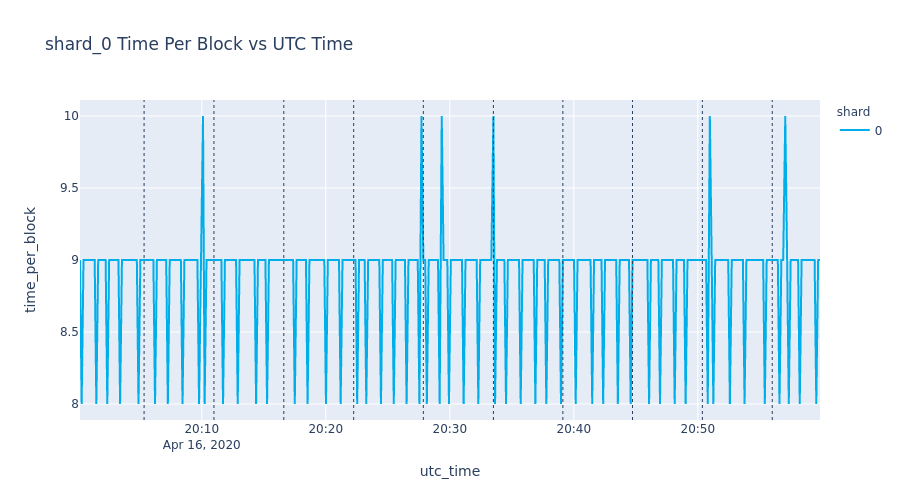 shard_0 Time Per Block vs UTC Time
shard
0
10
9.5
9
8.5
8
time_per_block
20:10
20:20
20:30
20:40
20:50
Apr 16, 2020
utc_time